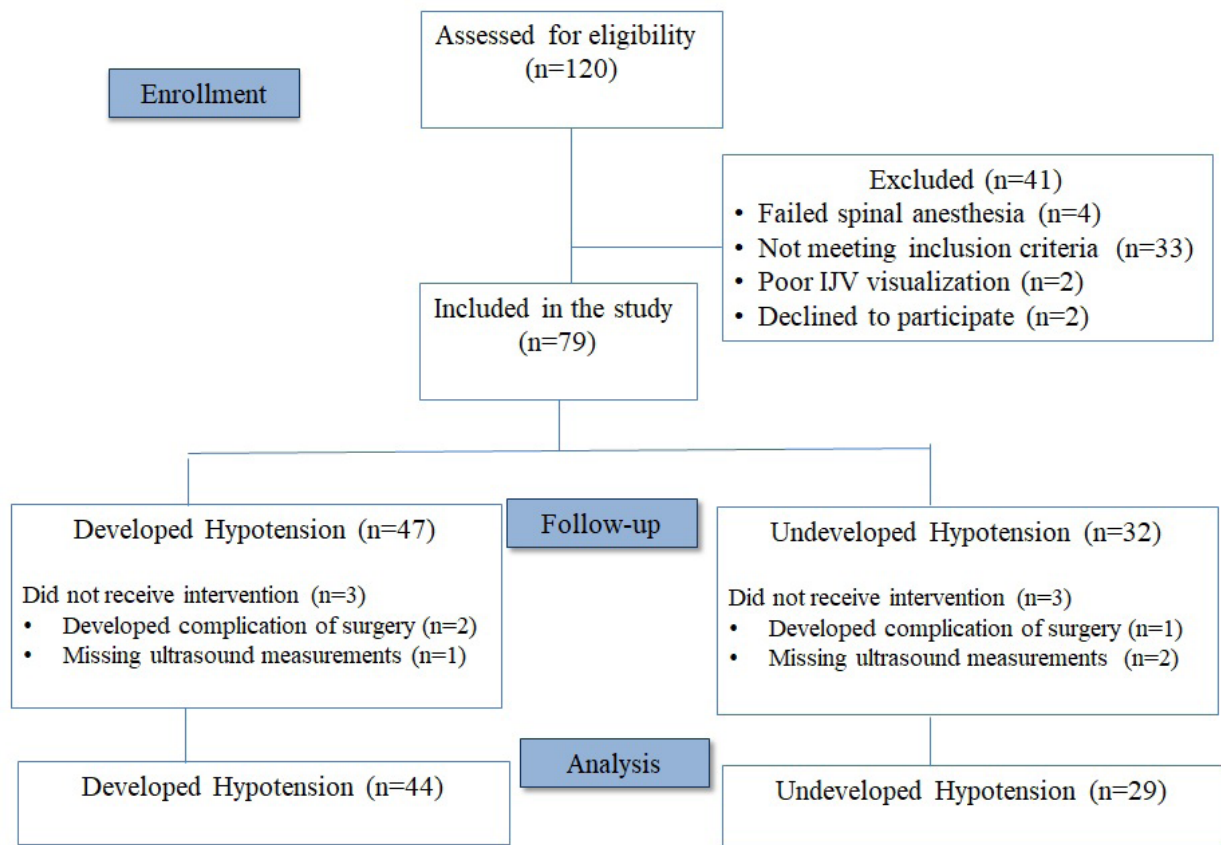 Assessed for eligibility
(n=120)
Enrollment
Excluded (n=41)
• Failed spinal anesthesia (n=4)
• Not meeting inclusion criteria (n=33)
• Poor IJV visualization (n=2)
• Declined to participate (n=2)
Included in the study
(n=79)
Developed Hypotension (n=47)
Did not receive intervention (n=3)
• Developed complication of surgery (n=2)
• Missing ultrasound measurements (n=1)
Follow-up
Undeveloped Hypotension (n=32)
Did not receive intervention (n=3)
• Developed complication of surgery (n=1)
• Missing ultrasound measurements (n=2)
Analysis
Developed Hypotension (n=44)
Undeveloped Hypotension (n=29)